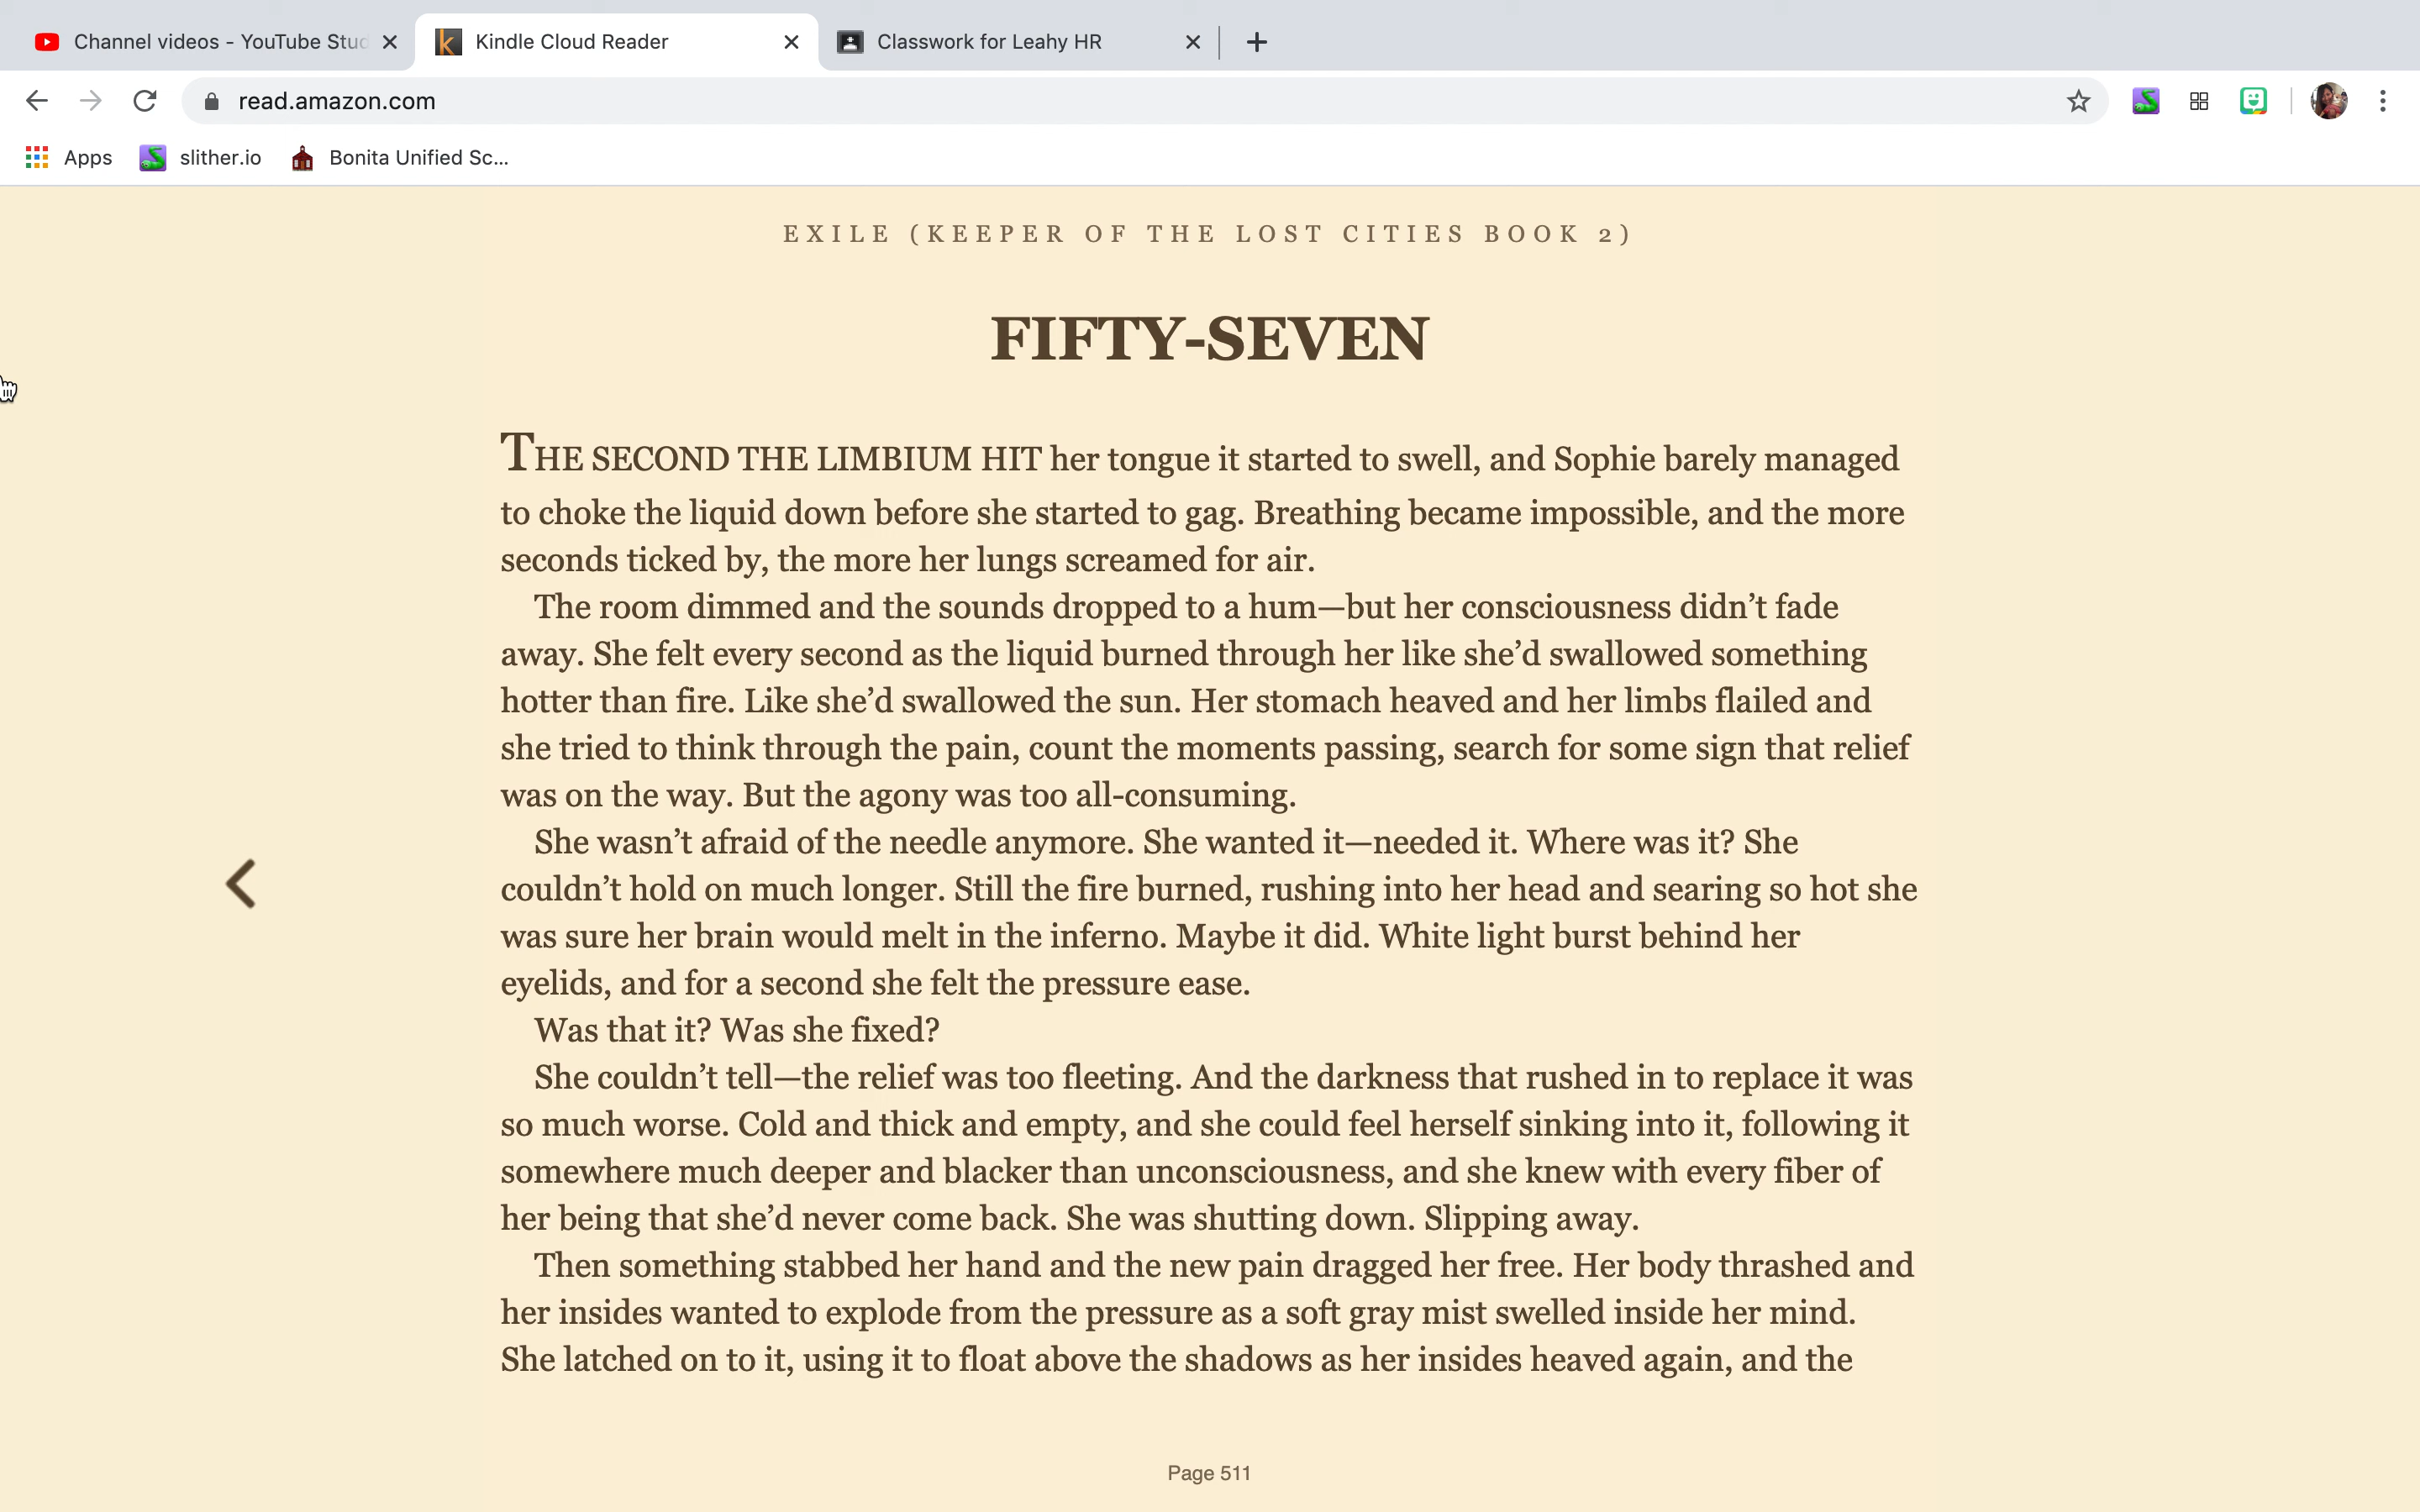 Channel videos - YouTube Stud
Kindle Cloud Reader
Classwork for Leahy HR
read.amazon.com
Apps
slither.io
Bonita Unified Sc...
EXILE (KEEPER OF THE LOST CITIES BOOK 2)
FIFTY-SEVEN
THE SECOND THE LIMBIUM HIT her tongue it started to swell, and Sophie barely managed
to choke the liquid down before she started to gag. Breathing became impossible, and the more
seconds ticked by, the more her lungs screamed for air.
The room dimmed and the sounds dropped to a hum—but her consciousness didn’t fade
away. She felt every second as the liquid burned through her like she’d swallowed something
hotter than fire. Like she’d swallowed the sun. Her stomach heaved and her limbs flailed and
she tried to think through the pain, count the moments passing, search for some sign that relief
was on the way. But the agony was too all-consuming.
She wasn’t afraid of the needle anymore. She wanted it—needed it. Where was it? She
couldn’t hold on much longer. Still the fire burned, rushing into her head and searing so hot she
was sure her brain would melt in the inferno. Maybe it did. White light burst behind her
eyelids, and for a second she felt the pressure ease.
Was that it? Was she fixed?
She couldn’t tell—the relief was too fleeting. And the darkness that rushed in to replace it was
so much worse. Cold and thick and empty, and she could feel herself sinking into it, following it
somewhere much deeper and blacker than unconsciousness, and she knew with every fiber of
her being that she’d never come back. She was shutting down. Slipping away.
Then something stabbed her hand and the new pain dragged her free. Her body thrashed and
her insides wanted to explode from the pressure as a soft gray mist swelled inside her mind.
She latched on to it, using it to float above the shadows as her insides heaved again, and the
Page 511